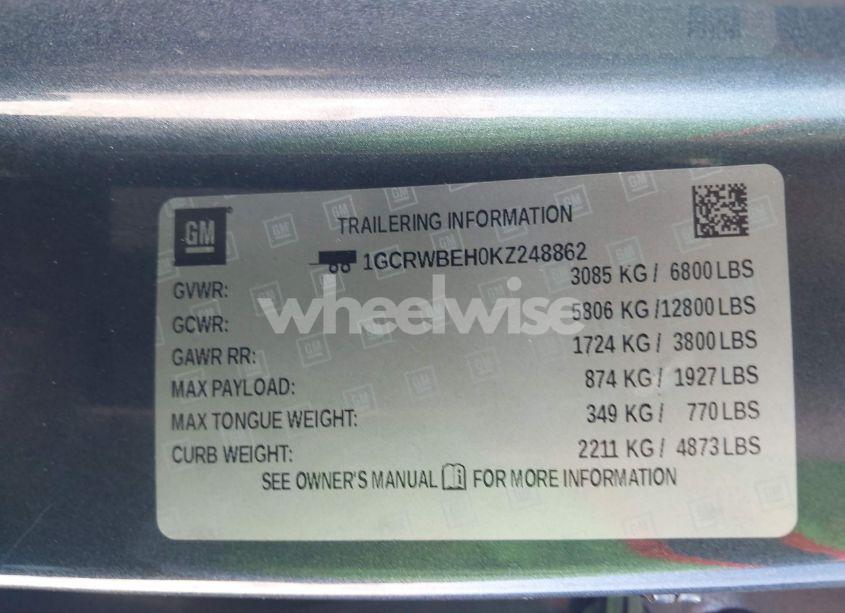 GM
TRAILERING INFORMATION
1GCRWBEH0KZ248862
GVWR: 3085 KG / 6800 LBS
GCWR: 5806 KG /12800 LBS
GAWR RR: 1724 KG / 3800 LBS
MAX PAYLOAD: 874 KG / 1927 LBS
MAX TONGUE WEIGHT: 349 KG / 770 LBS
CURB WEIGHT: 2211 KG / 4873 LBS
SEE OWNER'S MANUAL FOR MORE INFORMATION
wheelwise